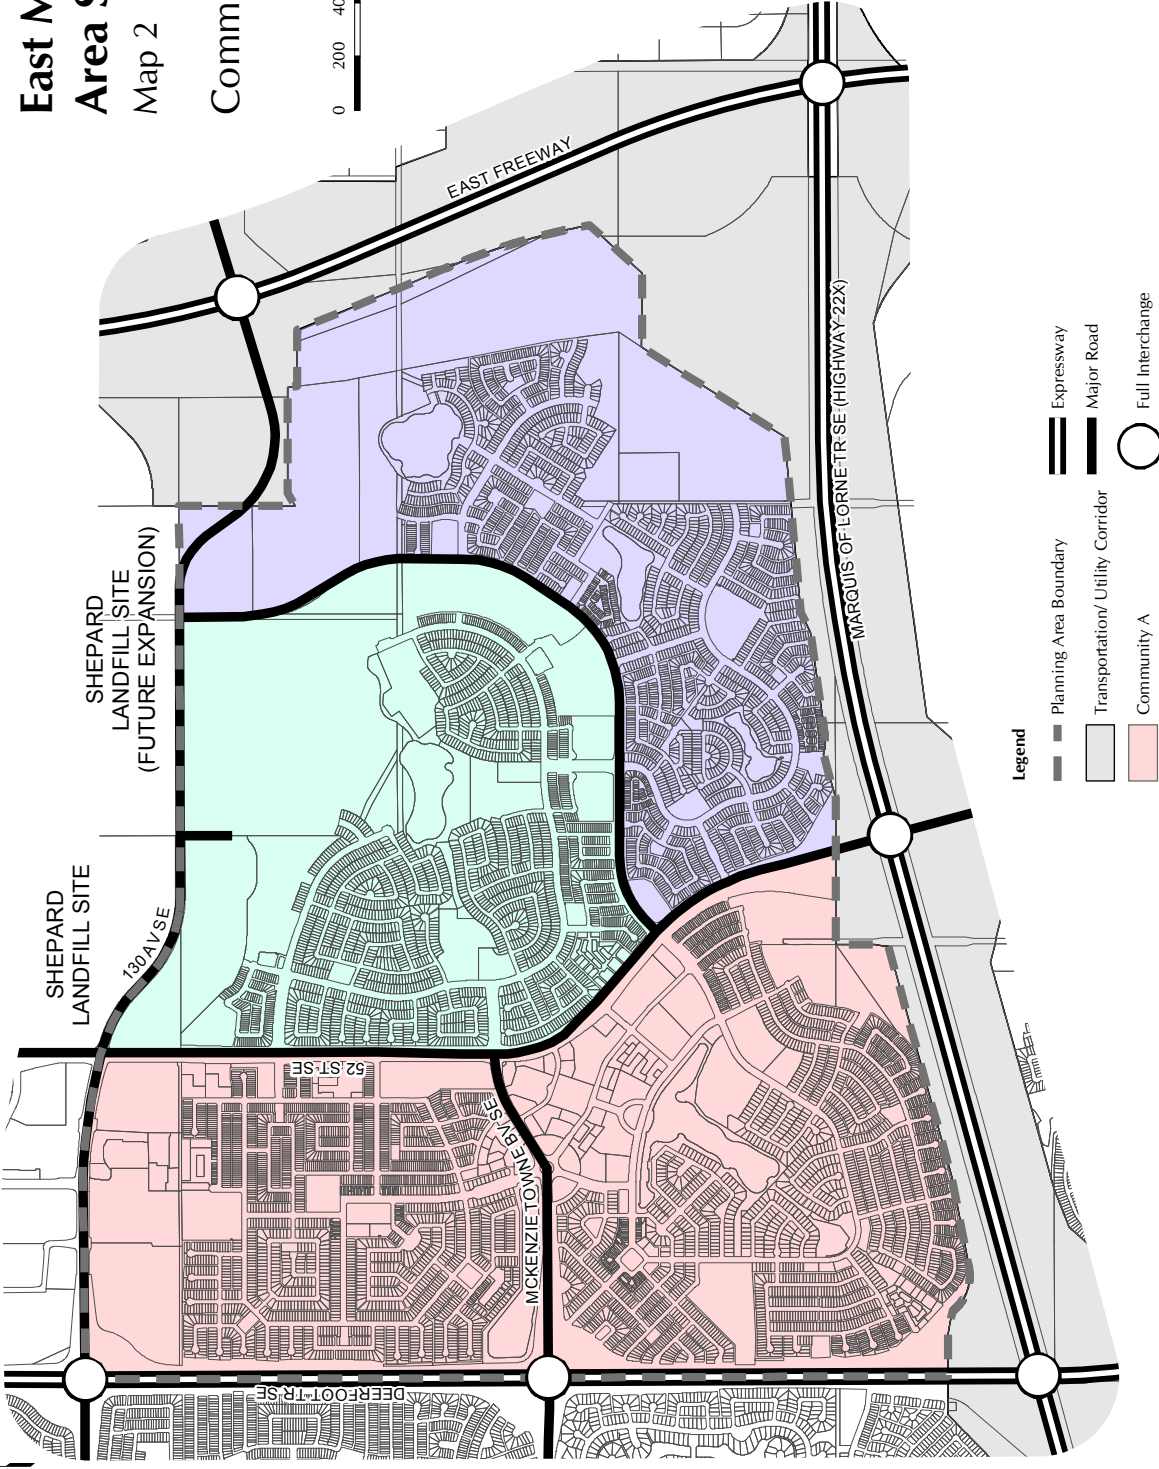 East
Area
Map 2
Comm
0 200 40
EAST FREEWAY
SHEPARD
LANDFILL SITE
(FUTURE EXPANSION)
SHEPARD
LANDFILL SITE
130 AV SE
52 ST SE
MCKENZIE TOWNE BV SE
DEERFOOT TR SE
MARQUIS OF LORNE TR SE (HIGHWAY 22X)
Legend
Planning Area Boundary
Transportation/ Utility Corridor
Community A
Expressway
Major Road
Full Interchange